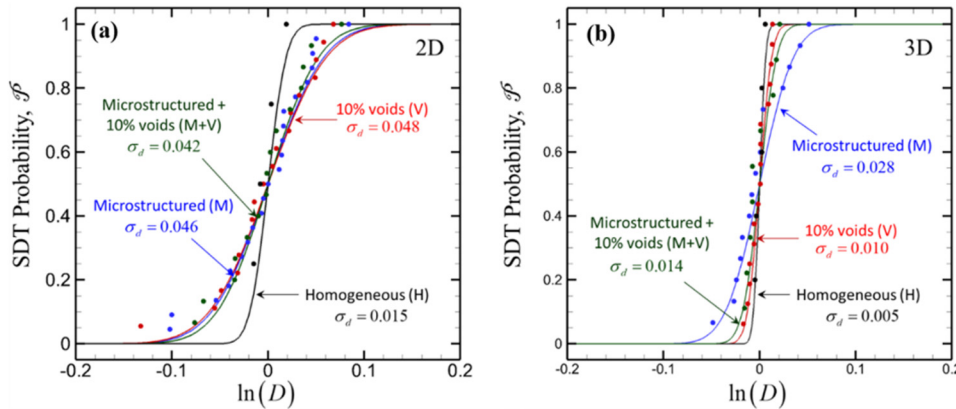 (a)
2D
SDT Probability, 𝒫
1
0.8
0.6
0.4
0.2
0
Microstructured +
10% voids (M+V)
σ_d = 0.042
10% voids (V)
σ_d = 0.048
Microstructured (M)
σ_d = 0.046
Homogeneous (H)
σ_d = 0.015
-0.2
-0.1
0
0.1
0.2
ln(D)
(b)
3D
SDT Probability, 𝒫
1
0.8
0.6
0.4
0.2
0
Microstructured (M)
σ_d = 0.028
Microstructured +
10% voids (M+V)
σ_d = 0.014
10% voids (V)
σ_d = 0.010
Homogeneous (H)
σ_d = 0.005
-0.2
-0.1
0
0.1
0.2
ln(D)